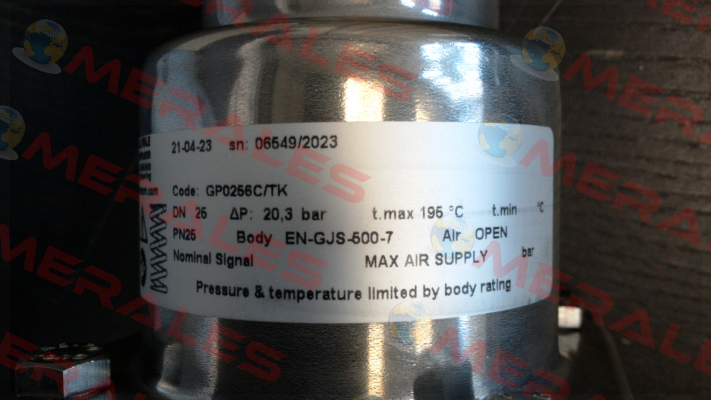 21-04-23 sn: 06549/2023
Code: GP0256C/TK
DN 25 ΔP: 20,3 bar t.max 195 °C t.min °C
PN25 Body EN-GJS-500-7 Air OPEN
Nominal Signal MAX AIR SUPPLY bar
Pressure & temperature limited by body rating
MERALES
MERALES
MERALES
MERALES
MERALES